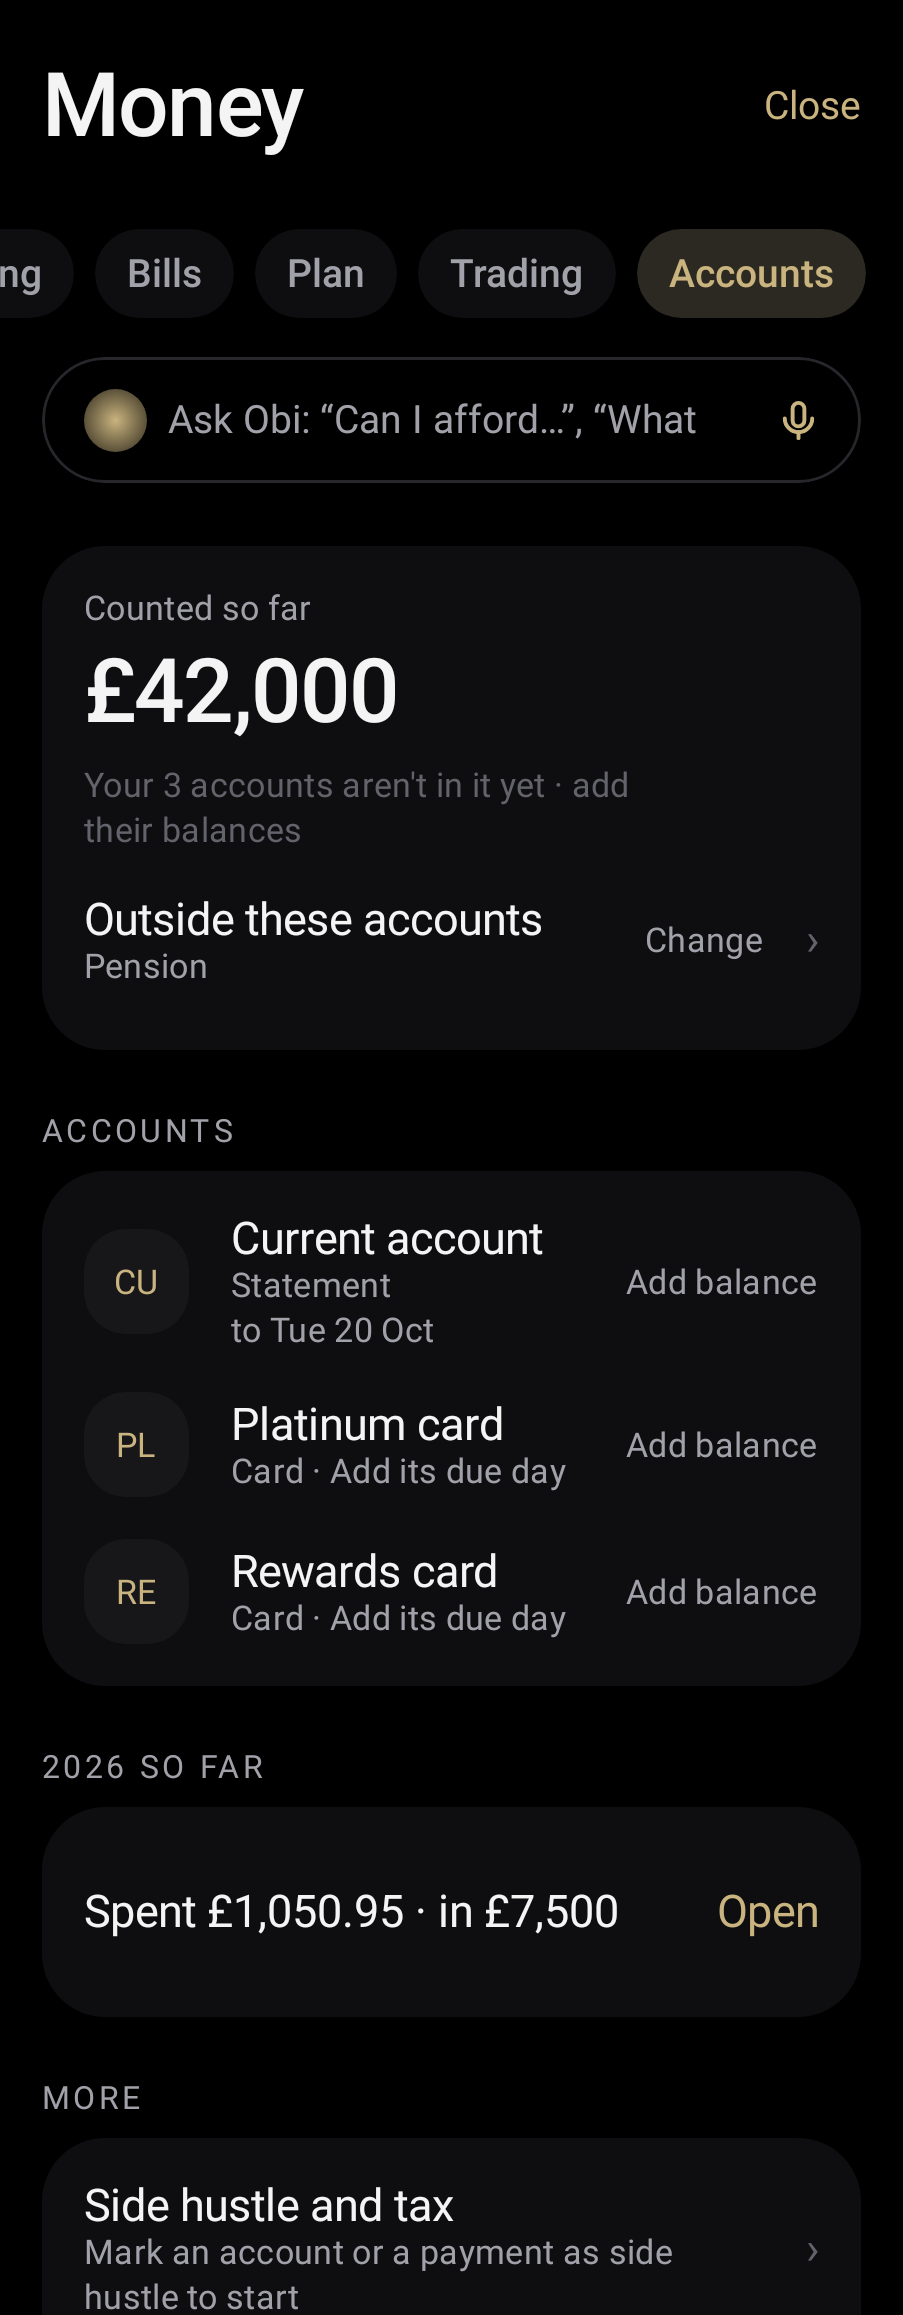 Money
Close
ng
Bills
Plan
Trading
Accounts
Ask Obi: “Can I afford…”, “What
Counted so far
£42,000
Your 3 accounts aren't in it yet · add
their balances
Outside these accounts
Pension
Change ›
ACCOUNTS
CU
Current account
Statement
to Tue 20 Oct
Add balance
PL
Platinum card
Card · Add its due day
Add balance
RE
Rewards card
Card · Add its due day
Add balance
2026 SO FAR
Spent £1,050.95 · in £7,500
Open
MORE
Side hustle and tax
Mark an account or a payment as side
hustle to start
›